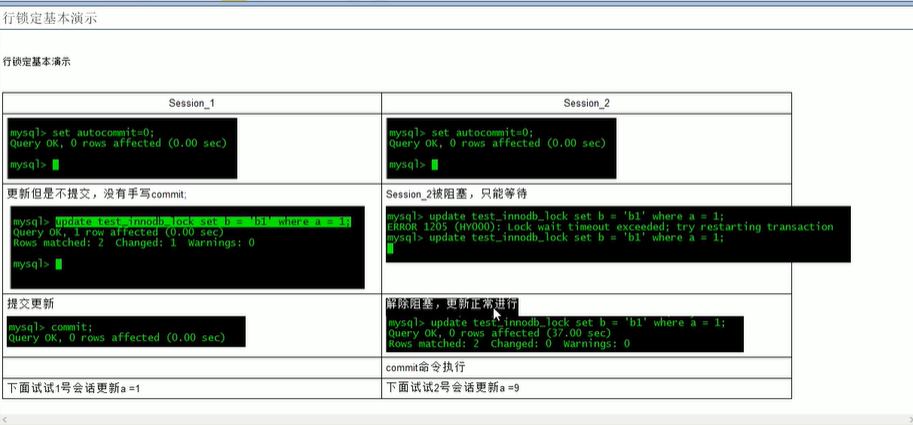 行锁定基本演示
行锁定基本演示
Session_1
Session_2
mysql> set autocommit=0;
Query OK, 0 rows affected (0.00 sec)
mysql>
mysql> set autocommit=0;
Query OK, 0 rows affected (0.00 sec)
mysql>
更新但是不提交，没有手写commit;
Session_2被阻塞，只能等待
mysql> update test_innodb_lock set b = 'b1' where a = 1;
Query OK, 1 row affected (0.00 sec)
Rows matched: 2  Changed: 1  Warnings: 0
mysql>
mysql> update test_innodb_lock set b = 'b1' where a = 1;
ERROR 1205 (HY000): Lock wait timeout exceeded; try restarting transaction
mysql> update test_innodb_lock set b = 'b1' where a = 1;
提交更新
解除阻塞，更新正常进行
mysql> commit;
Query OK, 0 rows affected (0.00 sec)
mysql> update test_innodb_lock set b = 'b1' where a = 1;
Query OK, 0 rows affected (37.00 sec)
Rows matched: 2  Changed: 0  Warnings: 0
commit命令执行
下面试试1号会话更新a =1
下面试试2号会话更新a =9